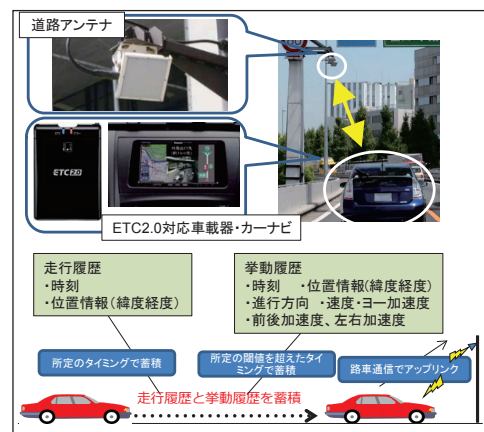 道路アンテナ
ETC2.0
ETC2.0対応車載器・カーナビ
走行履歴
・時刻
・位置情報(緯度経度)
挙動履歴
・時刻　・位置情報(緯度経度)
・進行方向　・速度・ヨー加速度
・前後加速度、左右加速度
所定のタイミングで蓄積
所定の閾値を超えたタイ
ミングで蓄積
路車通信でアップリンク
走行履歴と挙動履歴を蓄積